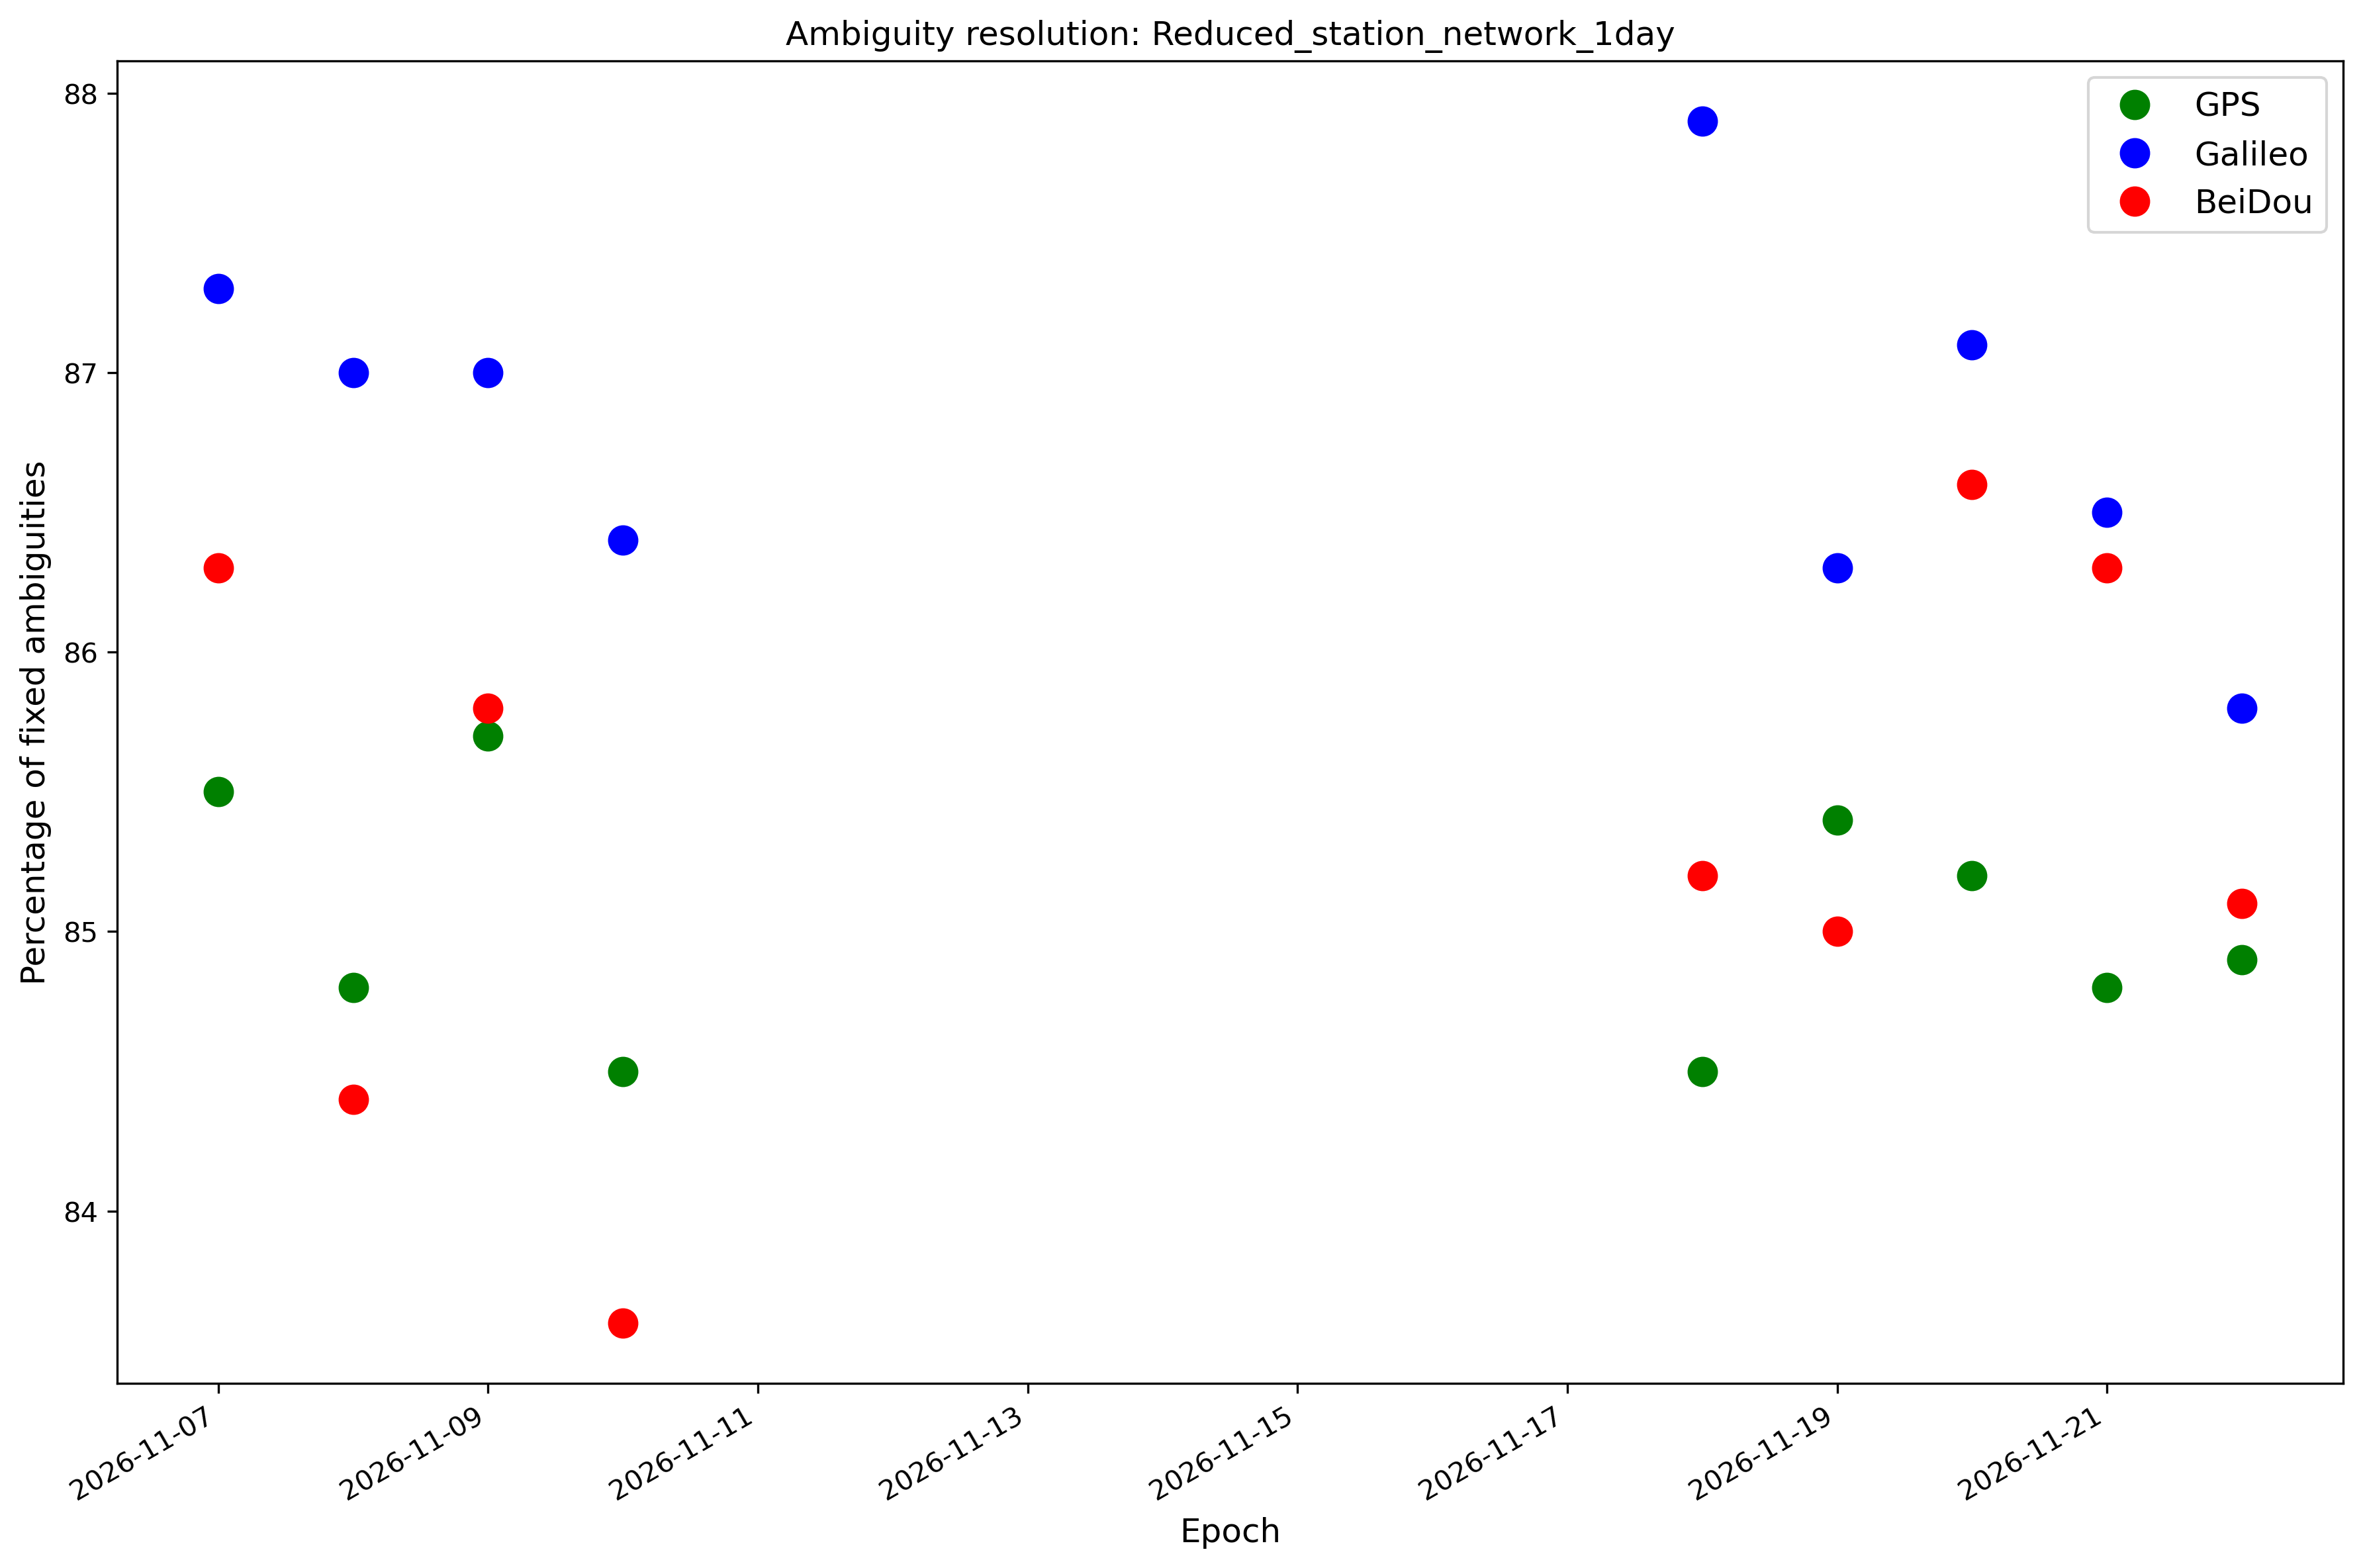 Ambiguity resolution: Reduced_station_network_1day
GPS
Galileo
BeiDou
88
87
86
85
84
Percentage of fixed ambiguities
2026-11-07
2026-11-09
2026-11-11
2026-11-13
2026-11-15
2026-11-17
2026-11-19
2026-11-21
Epoch